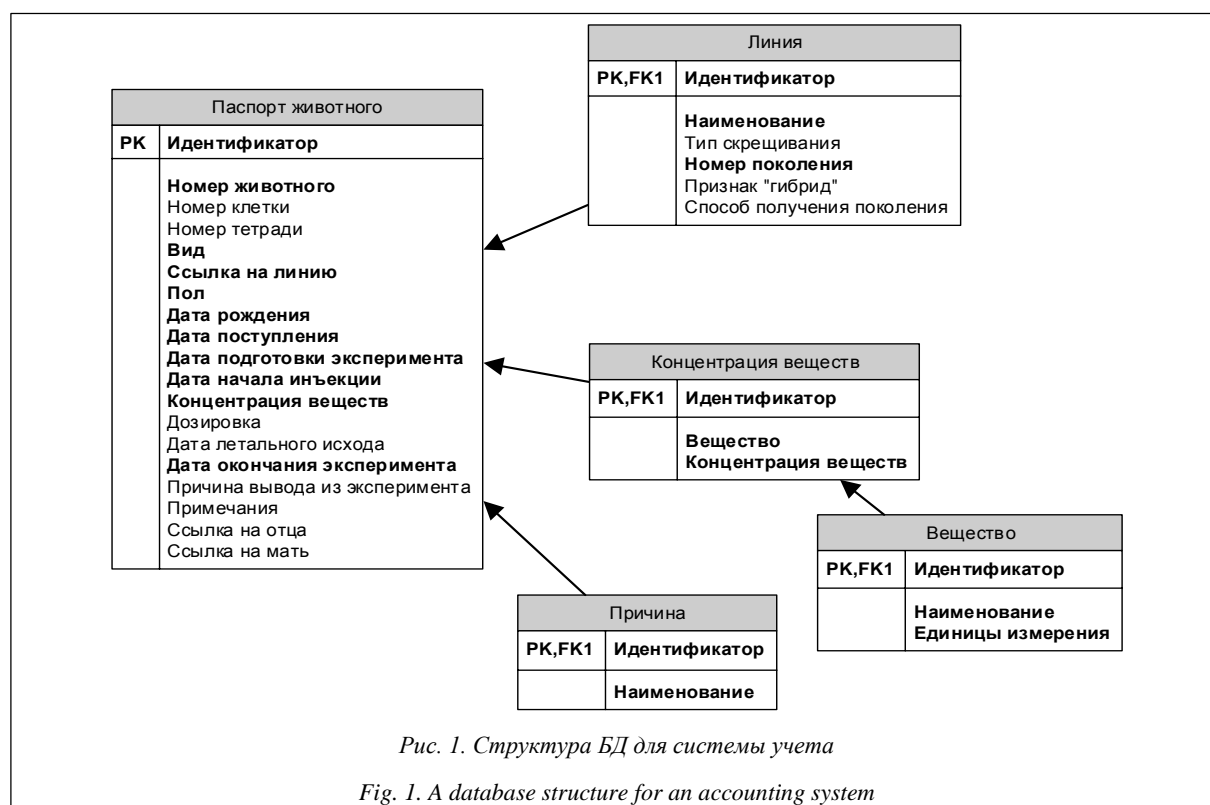 Паспорт животного
PK Идентификатор
Номер животного
Номер клетки
Номер тетради
Вид
Ссылка на линию
Пол
Дата рождения
Дата поступления
Дата подготовки эксперимента
Дата начала инъекции
Концентрация веществ
Дозировка
Дата летального исхода
Дата окончания эксперимента
Причина вывода из эксперимента
Примечания
Ссылка на отца
Ссылка на мать
Линия
PK,FK1 Идентификатор
Наименование
Тип скрещивания
Номер поколения
Признак "гибрид"
Способ получения поколения
Концентрация веществ
PK,FK1 Идентификатор
Вещество
Концентрация веществ
Вещество
PK,FK1 Идентификатор
Наименование
Единицы измерения
Причина
PK,FK1 Идентификатор
Наименование
Рис. 1. Структура БД для системы учета
Fig. 1. A database structure for an accounting system